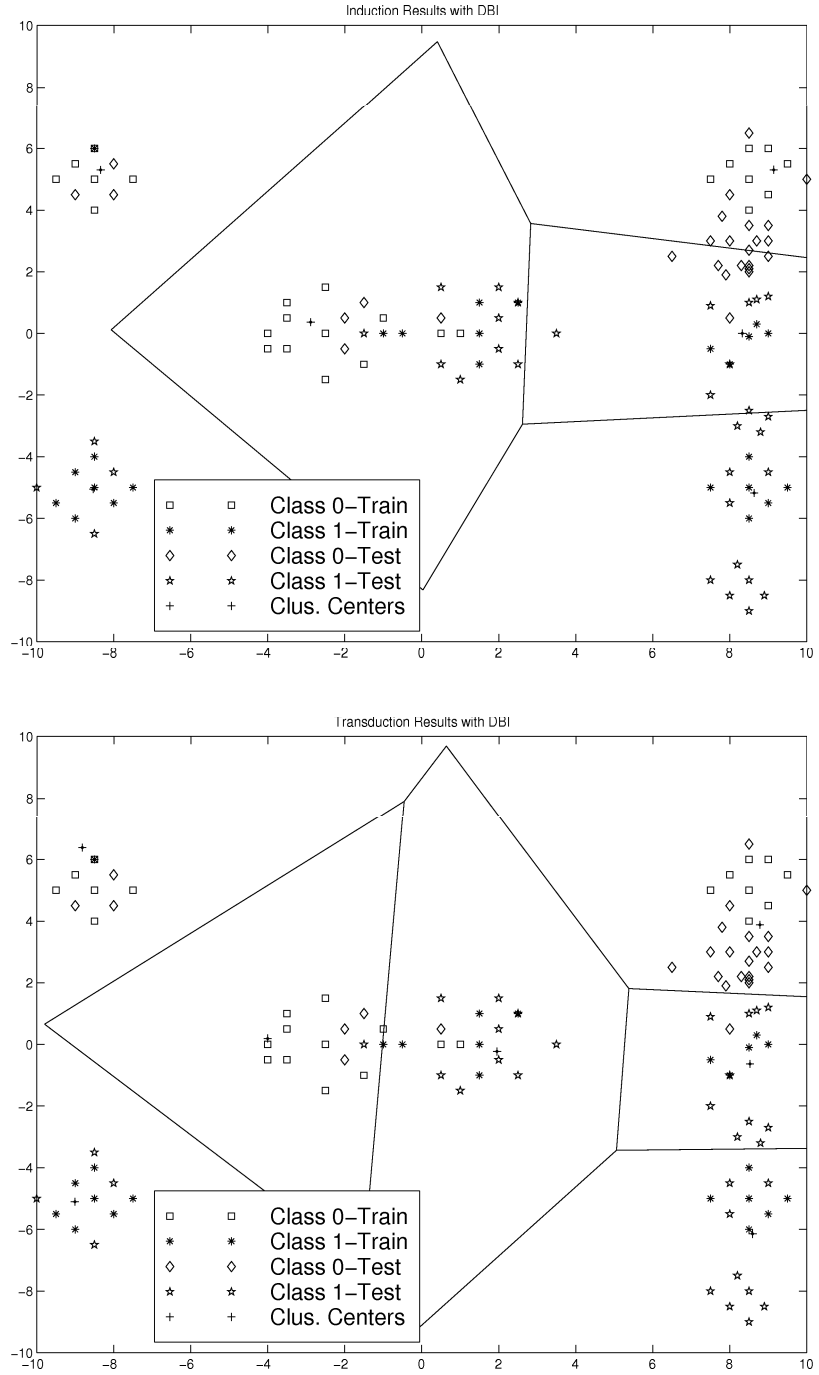 Induction Results with DBI
10
8
6
4
2
0
−2
−4
−6
−8
−10
Class 0−Train
Class 1−Train
Class 0−Test
Class 1−Test
Clus. Centers
−10 −8 −6 −4 −2 0 2 4 6 8 10
Transduction Results with DBI
10
8
6
4
2
0
−2
−4
−6
−8
−10
Class 0−Train
Class 1−Train
Class 0−Test
Class 1−Test
Clus. Centers
−10 −8 −6 −4 −2 0 2 4 6 8 10